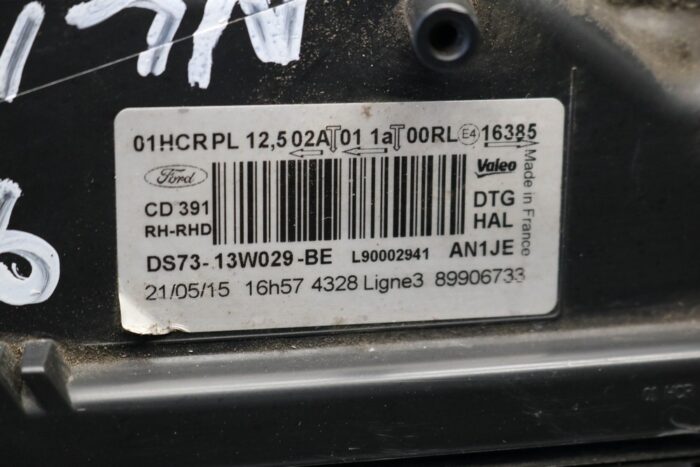 01HCR PL 12,5 02A 01 1a 00RL E4 16385
Ford
Valeo
Made in France
CD 391
DTG
RH-RHD
HAL
DS73-13W029-BE L90002941 AN1JE
21/05/15 16h57 4328 Ligne3 89906733